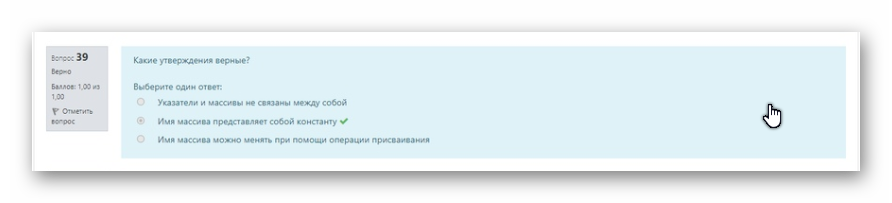 Вопрос 39
Верно
Баллов: 1,00 из
1,00
Отметить
вопрос
Какие утверждения верные?
Выберите один ответ:
Указатели и массивы не связаны между собой
Имя массива представляет собой константу
Имя массива можно менять при помощи операции присваивания